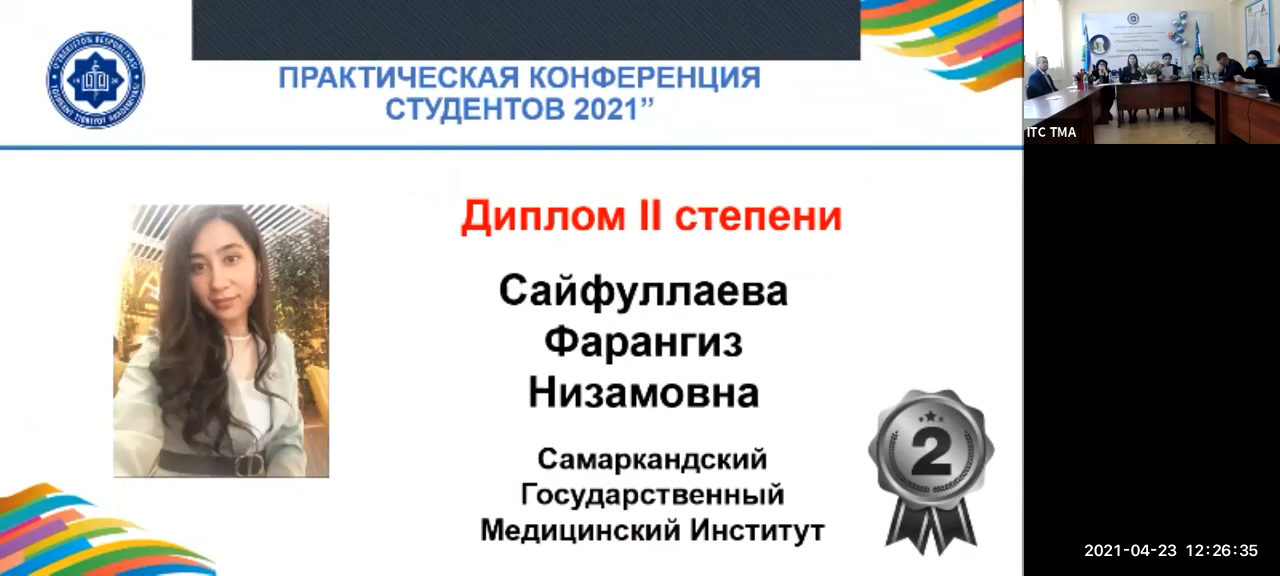 ПРАКТИЧЕСКАЯ КОНФЕРЕНЦИЯ
СТУДЕНТОВ 2021”
Диплом II степени
Сайфуллаева
Фарангиз
Низамовна
Самаркандский
Государственный
Медицинский Институт
2
ITC TMA
2021-04-23 12:26:35